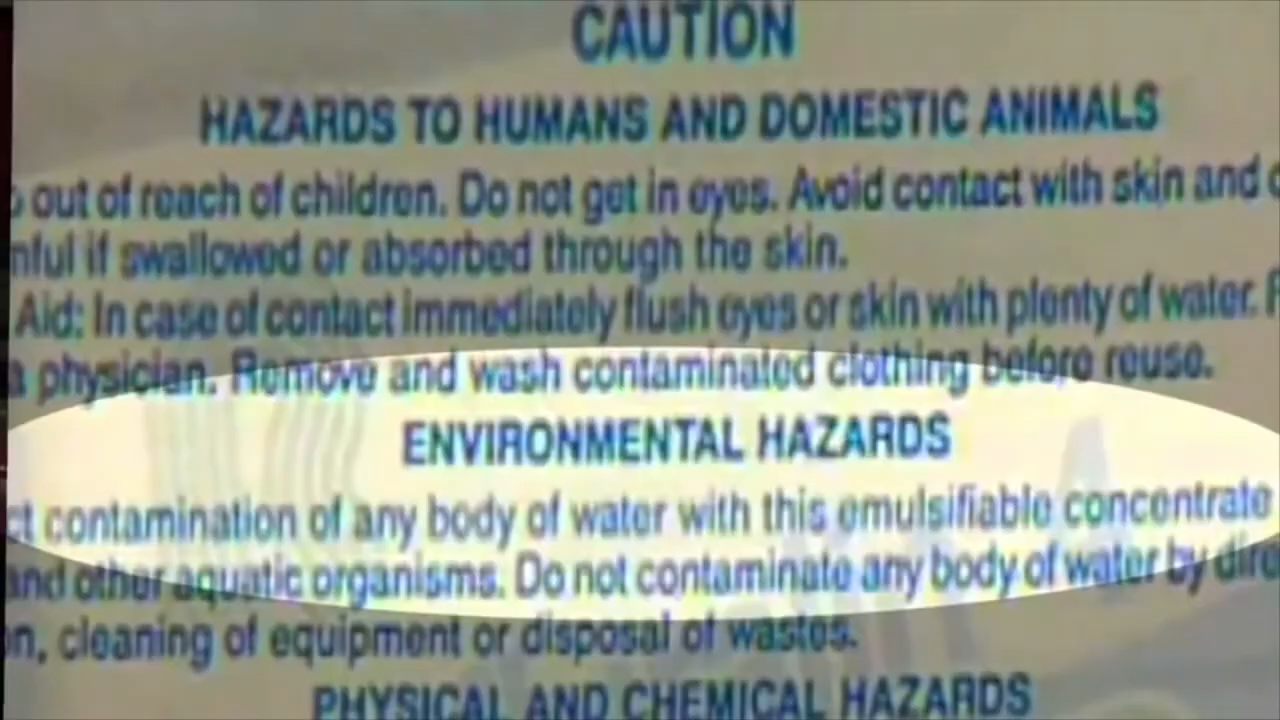 CAUTION
HAZARDS TO HUMANS AND DOMESTIC ANIMALS
out of reach of children. Do not get in eyes. Avoid contact with skin and
if swallowed or absorbed through the skin.
Aid: In case of contact immediately flush eyes or skin with plenty of water.
a physician. Remove and wash contaminated clothing before reuse.
ENVIRONMENTAL HAZARDS
contamination of any body of water with this emulsifiable concentrate
and other aquatic organisms. Do not contaminate any body of water by
cleaning of equipment or disposal of wastes.
PHYSICAL AND CHEMICAL HAZARDS